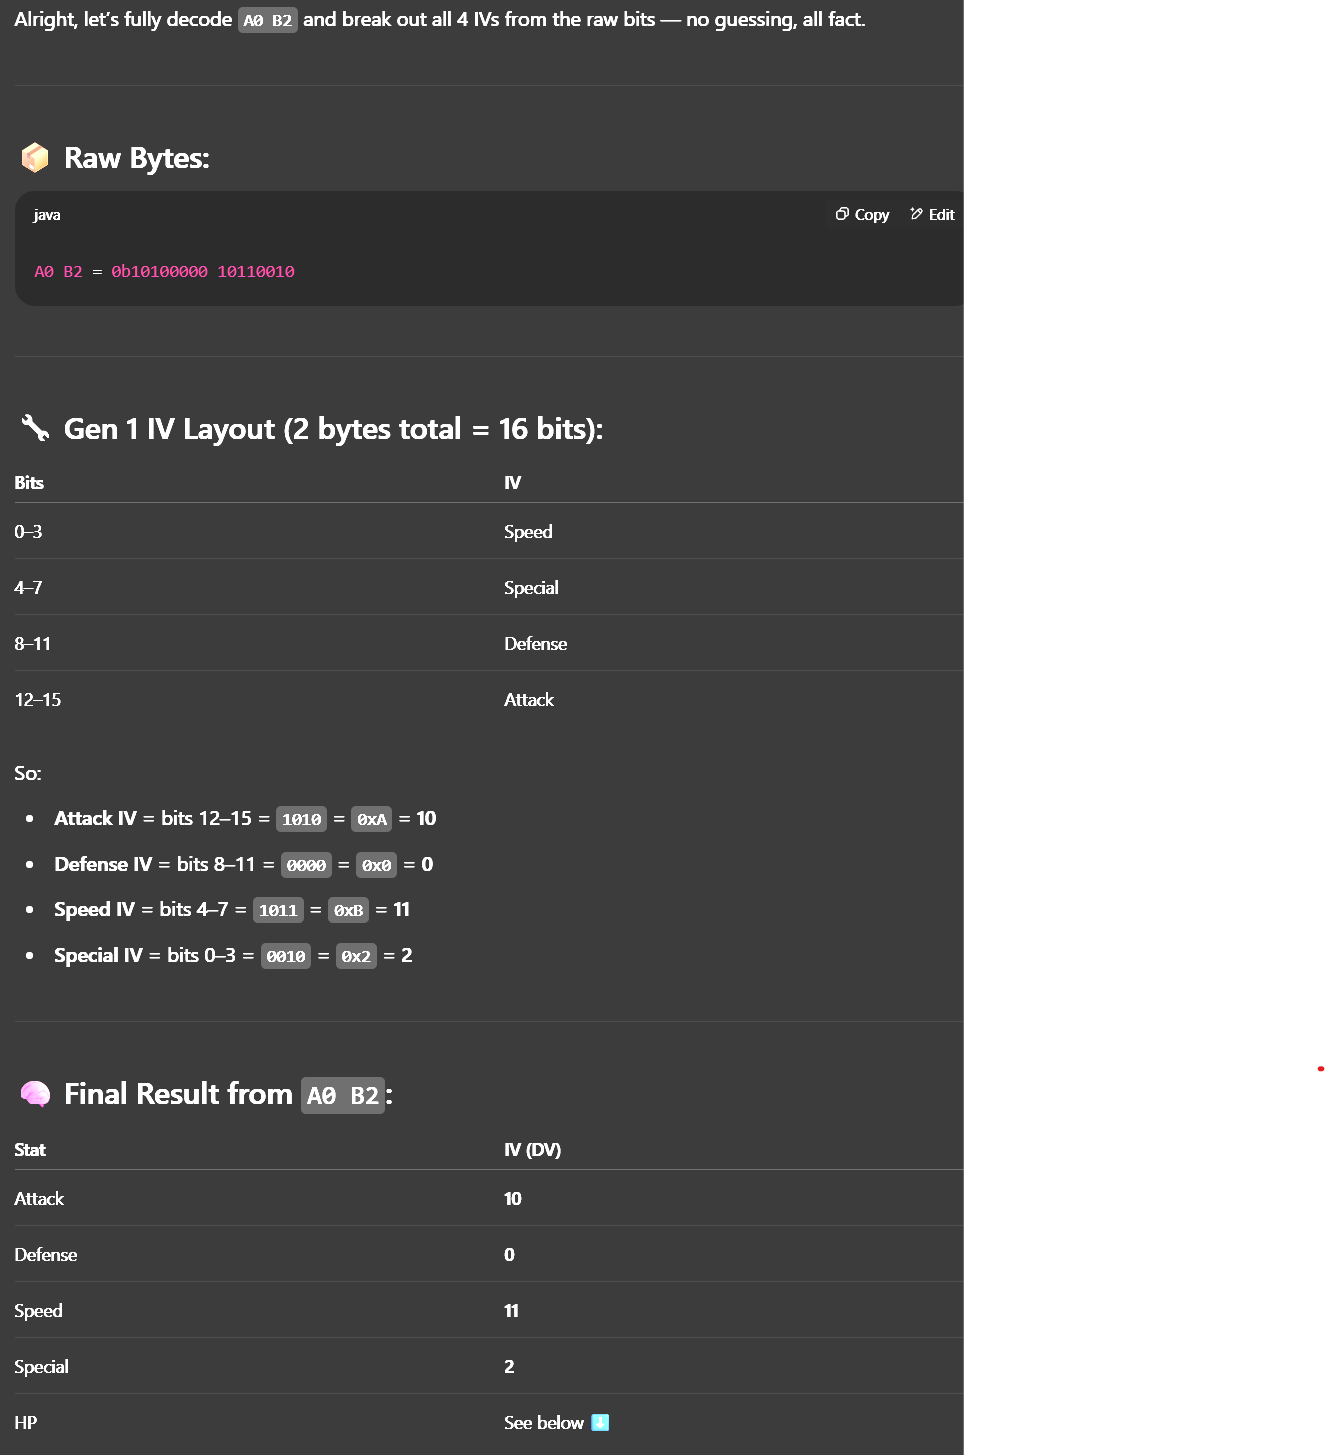 Alright, let's fully decode A0 B2 and break out all 4 IVs from the raw bits — no guessing, all fact.
📦 Raw Bytes:
java Copy Edit
A0 B2 = 0b10100000 10110010
🔧 Gen 1 IV Layout (2 bytes total = 16 bits):
Bits IV
0–3 Speed
4–7 Special
8–11 Defense
12–15 Attack
So:
• Attack IV = bits 12–15 = 1010 = 0xA = 10
• Defense IV = bits 8–11 = 0000 = 0x0 = 0
• Speed IV = bits 4–7 = 1011 = 0xB = 11
• Special IV = bits 0–3 = 0010 = 0x2 = 2
🧠 Final Result from A0 B2:
Stat IV (DV)
Attack 10
Defense 0
Speed 11
Special 2
HP See below ⬇️